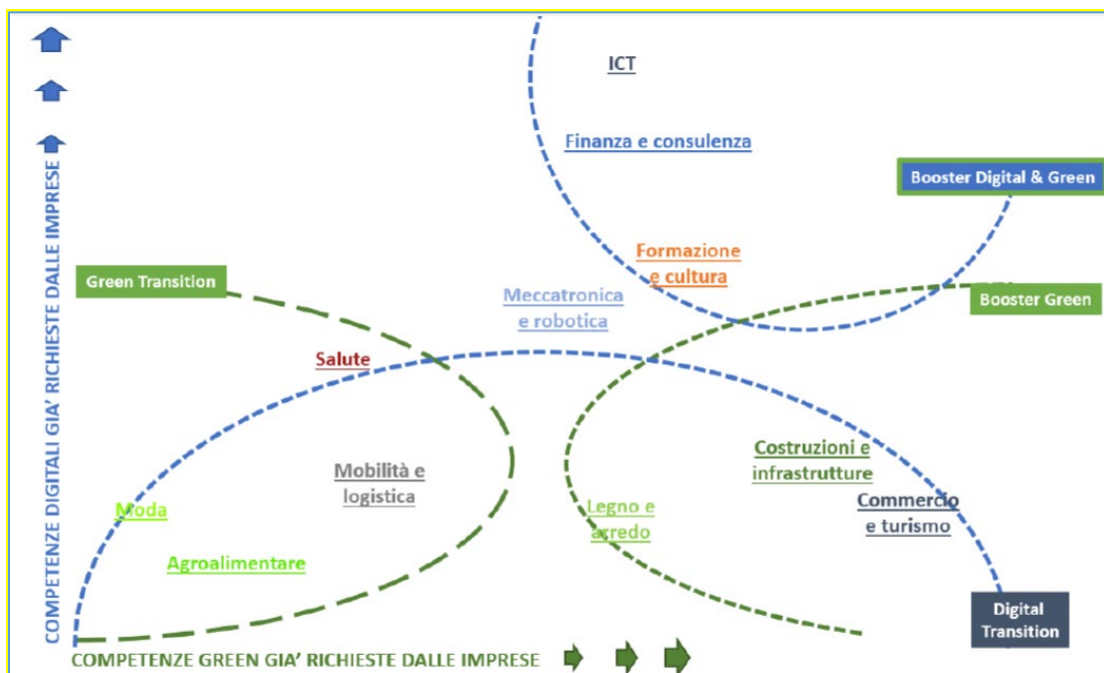 ICT
Finanza e consulenza
Booster Digital & Green
Formazione
e cultura
Green Transition
Booster Green
Meccatronica
e robotica
Salute
Costruzioni e
infrastrutture
Mobilità e
logistica
Moda
Legno e
arredo
Commercio
e turismo
Agroalimentare
Digital
Transition
COMPETENZE DIGITALI GIA’ RICHIESTE DALLE IMPRESE
COMPETENZE GREEN GIA’ RICHIESTE DALLE IMPRESE